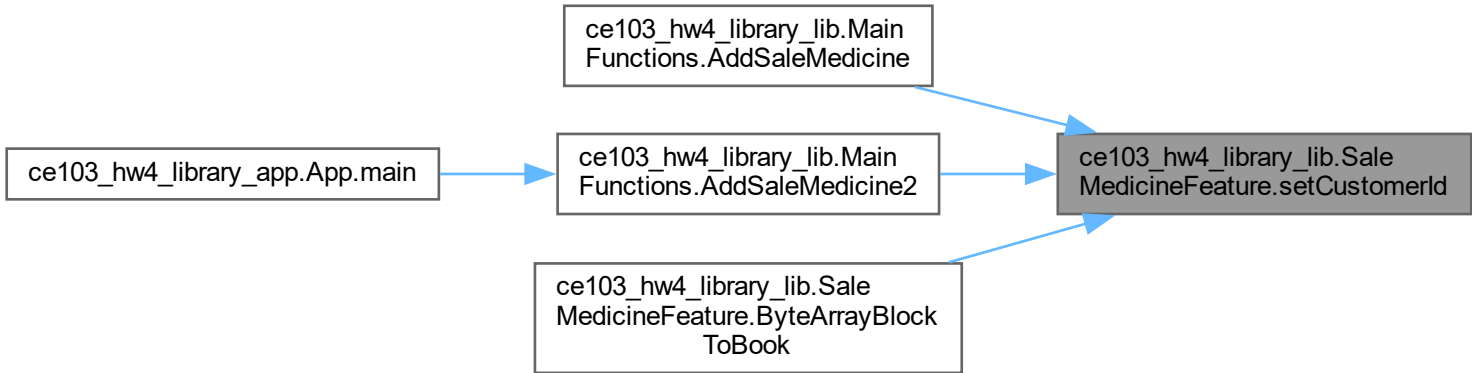 ce103_hw4_library_lib.Main
Functions.AddSaleMedicine
ce103_hw4_library_app.App.main
ce103_hw4_library_lib.Main
Functions.AddSaleMedicine2
ce103_hw4_library_lib.Sale
MedicineFeature.setCustomerId
ce103_hw4_library_lib.Sale
MedicineFeature.ByteArrayBlock
ToBook